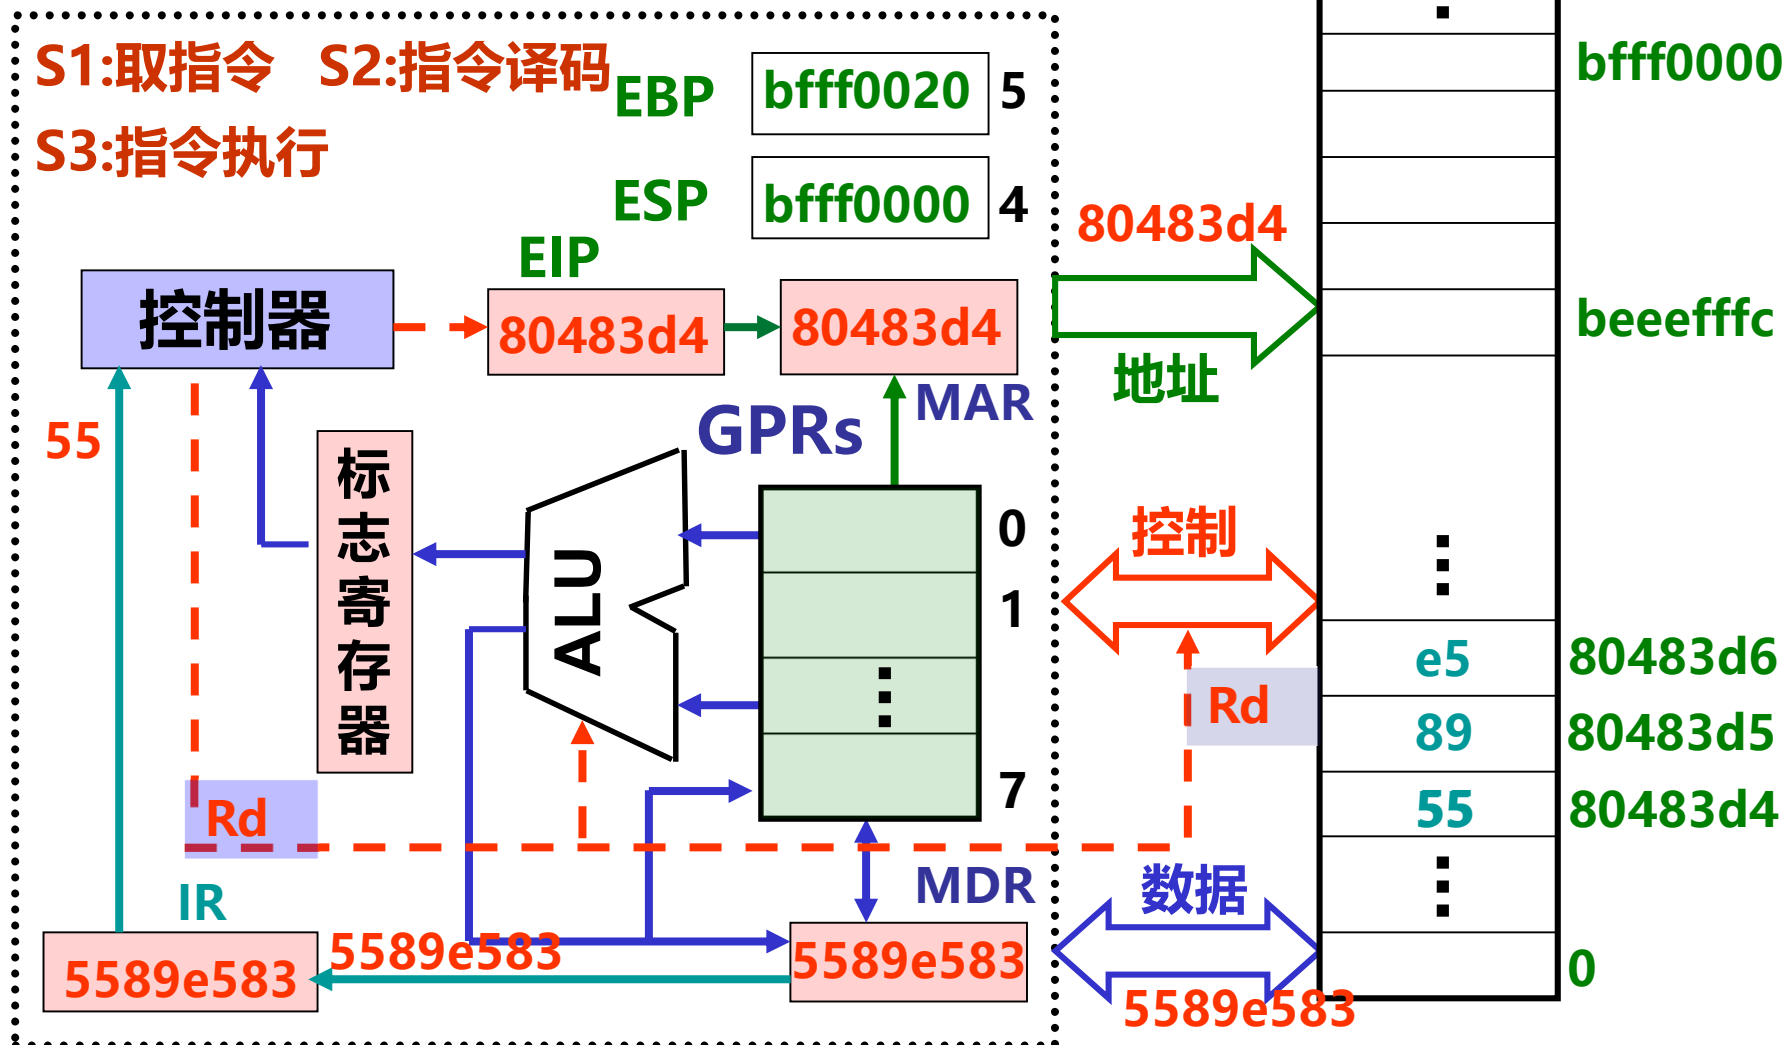 S1:取指令 S2:指令译码
S3:指令执行
EBP
bfff0020
5
ESP
bfff0000
4
EIP
控制器
80483d4
80483d4
MAR
80483d4
地址
bfff0000
beeefffc
55
标志寄存器
ALU
GPRs
0
1
7
控制
Rd
Rd
e5
80483d6
89
80483d5
55
80483d4
0
IR
5589e583
5589e583
MDR
5589e583
数据
5589e583